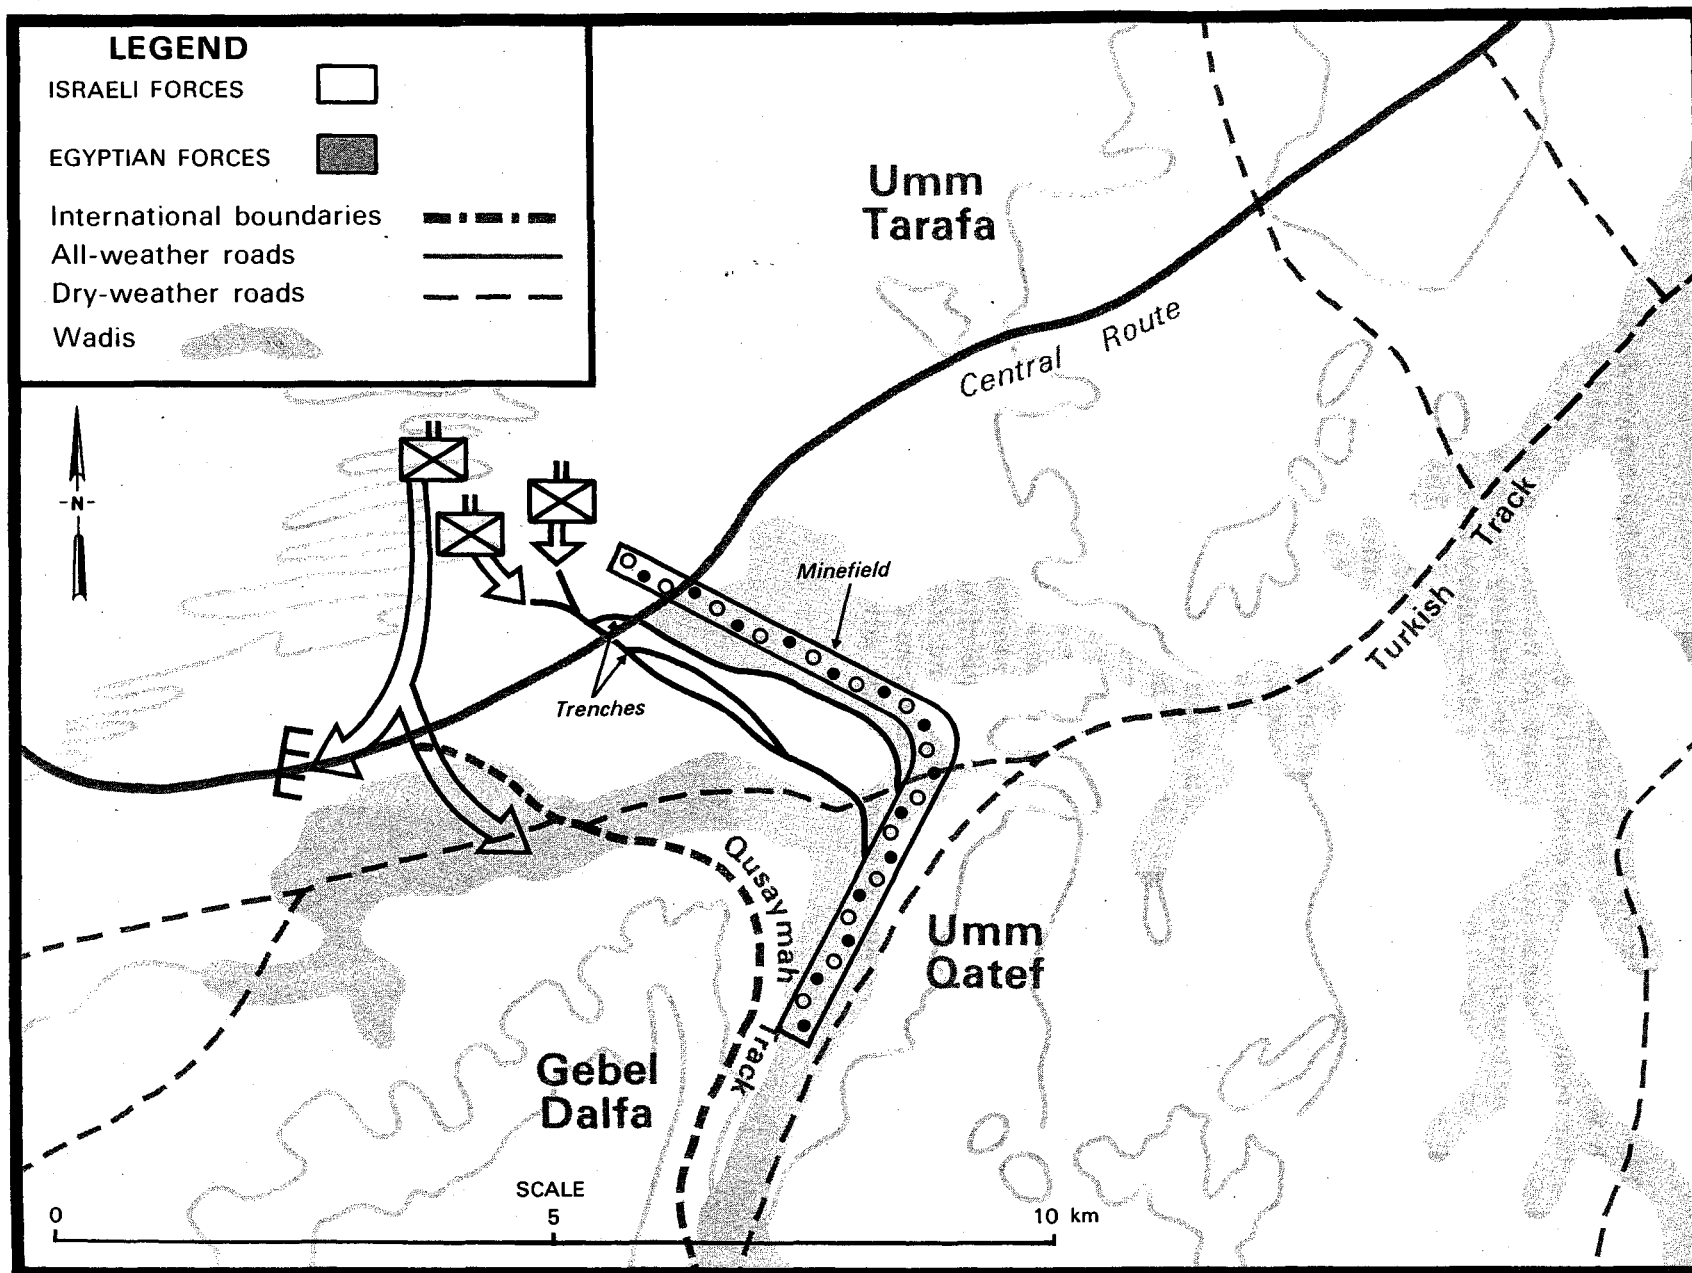 LEGEND
ISRAELI FORCES
EGYPTIAN FORCES
International boundaries
All-weather roads
Dry-weather roads
Wadis
Umm
Tarafa
Central Route
-N-
Minefield
Turkish Track
Trenches
Qusaymah Track
Umm
Qatef
Gebel
Dalfa
SCALE
0 5 10 km